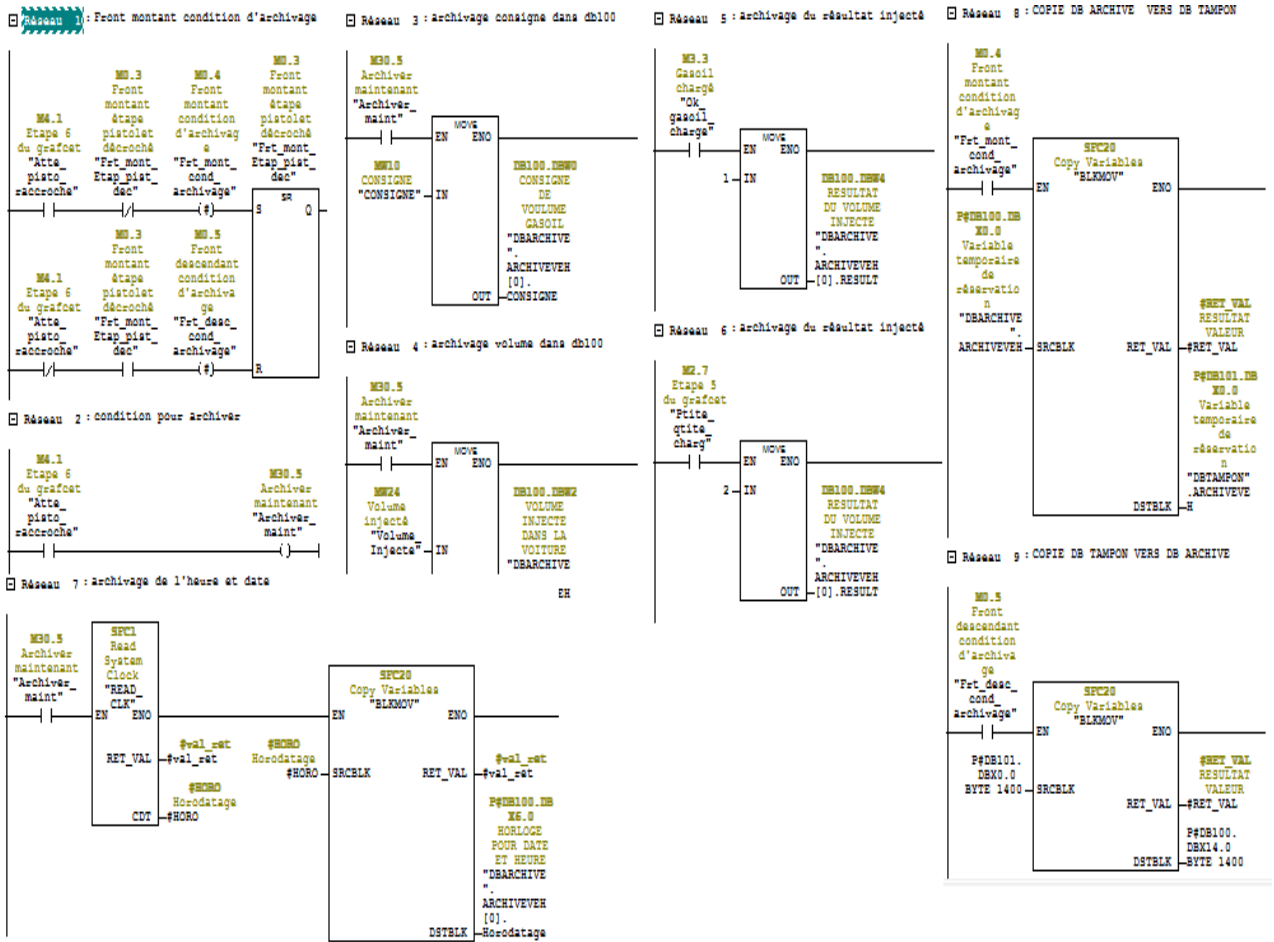 Réseau 1 : Front montant condition d'archivage
M0.3
Front
montant
étape
pistolet
décroché
"Frt_mont_
Etap_pist_
dec"
M0.3
Front
montant
étape
pistolet
décroché
"Frt_mont_
Etap_pist_
dec"
M0.4
Front
montant
condition
d'archivag
e
"Frt_mont_
cond_
archivage"
M4.1
Etape 6
du grafcet
"Atte_
pisto_
raccroche"
SR
S Q
M0.3
Front
montant
étape
pistolet
décroché
"Frt_mont_
Etap_pist_
dec"
M0.5
Front
descendant
condition
d'archiva
ge
"Frt_desc_
cond_
archivage"
M4.1
Etape 6
du grafcet
"Atte_
pisto_
raccroche"
(#)
(#)
R
Réseau 2 : condition pour archiver
M4.1
Etape 6
du grafcet
"Atte_
pisto_
raccroche"
M30.5
Archiver
maintenant
"Archiver_
maint"
Réseau 3 : archivage consigne dans db100
M30.5
Archiver
maintenant
"Archiver_
maint"
MOVE
EN ENO
MW10
CONSIGNE
"CONSIGNE" IN
DB100.DBW0
CONSIGNE
DE
VOULUME
GASOIL
"DBARCHIVE
".
ARCHIVEVEH
[0].
OUT CONSIGNE
Réseau 4 : archivage volume dans db100
M30.5
Archiver
maintenant
"Archiver_
maint"
MOVE
EN ENO
MW24
Volume
injecté
"Volume_
Injecte" IN
DB100.DBW2
VOLUME
INJECTE
DANS LA
VOITURE
"DBARCHIVE
EH
Réseau 5 : archivage du résultat injecté
M3.3
Gasoil
chargé
"Ok_
gasoil_
charge"
MOVE
EN ENO
1 IN
DB100.DBW4
RESULTAT
DU VOLUME
INJECTE
"DBARCHIVE
".
ARCHIVEVEH
OUT [0].RESULT
Réseau 6 : archivage du résultat injecté
M2.7
Etape 5
du grafcet
"Ptite_
qtite_
charg"
MOVE
EN ENO
2 IN
DB100.DBW4
RESULTAT
DU VOLUME
INJECTE
"DBARCHIVE
".
ARCHIVEVEH
OUT [0].RESULT
Réseau 7 : archivage de l'heure et date
M30.5
Archiver
maintenant
"Archiver_
maint"
SFC1
Read
System
Clock
"READ_
CLK"
EN ENO
#val_ret
RET_VAL #val_ret
#HORO
Horodatage
CDT #HORO
SFC20
Copy Variables
"BLKMOV"
EN ENO
#HORO
Horodatage
#HORO SRCBLK
#val_ret
RET_VAL #val_ret
P#DB100.DB
X6.0
HORLOGE
POUR DATE
ET HEURE
"DBARCHIVE
".
ARCHIVEVEH
[0].
DSTBLK Horodatage
Réseau 8 : COPIE DB ARCHIVE VERS DB TAMPON
M0.4
Front
montant
condition
d'archivag
e
"Frt_mont_
cond_
archivage"
SFC20
Copy Variables
"BLKMOV"
EN ENO
P#DB100.DB
X0.0
Variable
temporaire
de
réservatio
n
"DBARCHIVE
".
ARCHIVEVEH SRCBLK
#RET_VAL
RESULTAT
VALEUR
RET_VAL #RET_VAL
P#DB101.DB
X0.0
Variable
temporaire
de
réservatio
n
"DBTAMPON"
.ARCHIVEVE
DSTBLK H
Réseau 9 : COPIE DB TAMPON VERS DB ARCHIVE
M0.5
Front
descendant
condition
d'archiva
ge
"Frt_desc_
cond_
archivage"
SFC20
Copy Variables
"BLKMOV"
EN ENO
P#DB101.
DBX0.0
BYTE 1400 SRCBLK
#RET_VAL
RESULTAT
VALEUR
RET_VAL #RET_VAL
P#DB100.
DBX14.0
DSTBLK BYTE 1400